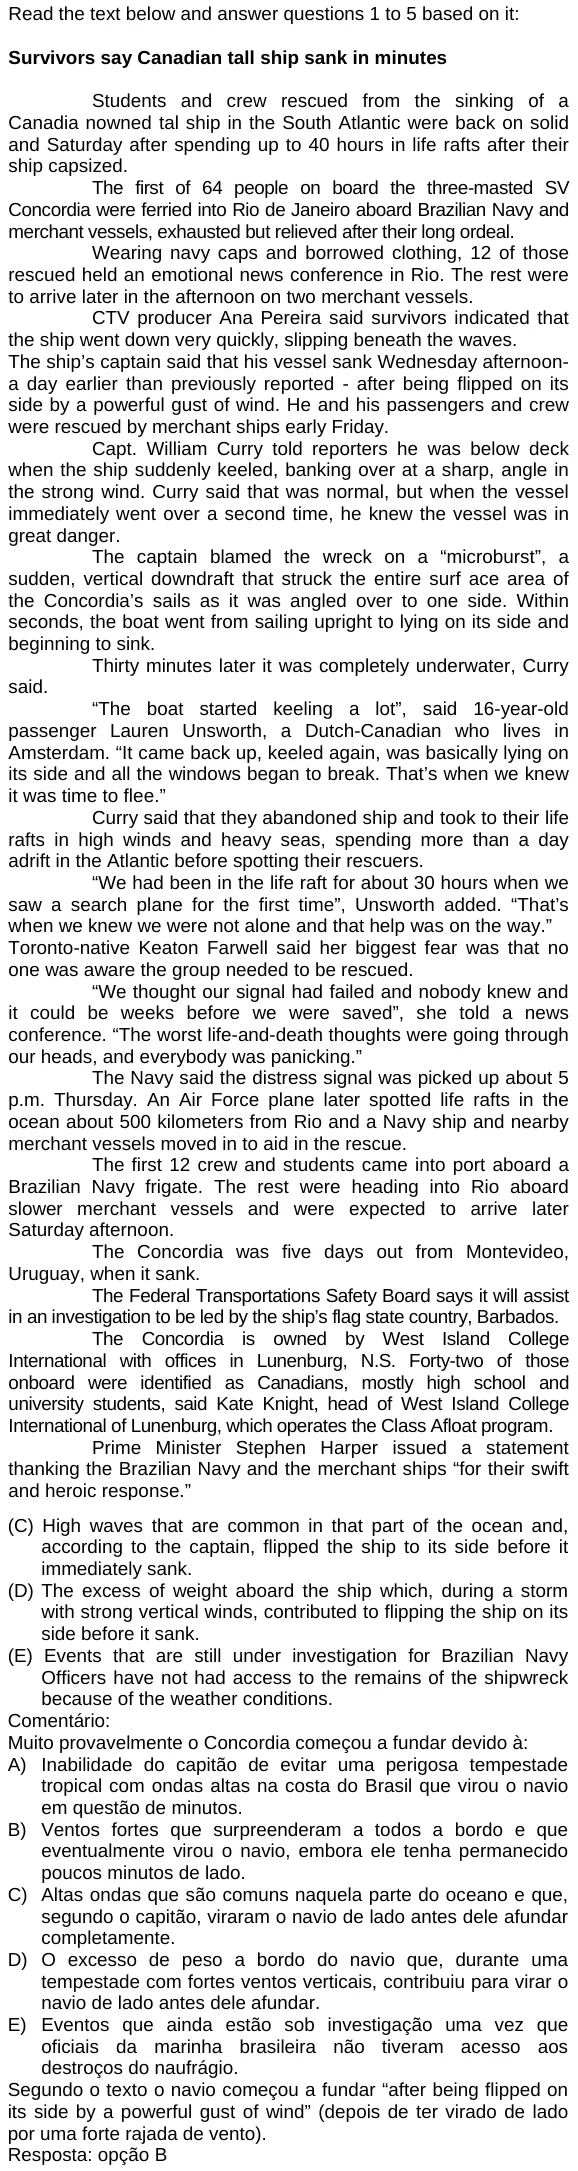 Read the text below and answer questions 1 to 5 based on it:
Survivors say Canadian tall ship sank in minutes
Students and crew rescued from the sinking of a
Canadia nowned tal ship in the South Atlantic were back on solid
and Saturday after spending up to 40 hours in life rafts after their
ship capsized.
The first of 64 people on board the three-masted SV
Concordia were ferried into Rio de Janeiro aboard Brazilian Navy and
merchant vessels, exhausted but relieved after their long ordeal.
Wearing navy caps and borrowed clothing, 12 of those
rescued held an emotional news conference in Rio. The rest were
to arrive later in the afternoon on two merchant vessels.
CTV producer Ana Pereira said survivors indicated that
the ship went down very quickly, slipping beneath the waves.
The ship's captain said that his vessel sank Wednesday afternoon-
a day earlier than previously reported - after being flipped on its
side by a powerful gust of wind. He and his passengers and crew
were rescued by merchant ships early Friday.
Capt. William Curry told reporters he was below deck
when the ship suddenly keeled, banking over at a sharp, angle in
the strong wind. Curry said that was normal, but when the vessel
immediately went over a second time, he knew the vessel was in
great danger.
The captain blamed the wreck on a “microburst”, a
sudden, vertical downdraft that struck the entire surf ace area of
the Concordia's sails as it was angled over to one side. Within
seconds, the boat went from sailing upright to lying on its side and
beginning to sink.
Thirty minutes later it was completely underwater, Curry
said.
“The boat started keeling a lot”, said 16-year-old
passenger Lauren Unsworth, a Dutch-Canadian who lives in
Amsterdam. “It came back up, keeled again, was basically lying on
its side and all the windows began to break. That's when we knew
it was time to flee.”
Curry said that they abandoned ship and took to their life
rafts in high winds and heavy seas, spending more than a day
adrift in the Atlantic before spotting their rescuers.
“We had been in the life raft for about 30 hours when we
saw a search plane for the first time”, Unsworth added. “That's
when we knew we were not alone and that help was on the way.”
Toronto-native Keaton Farwell said her biggest fear was that no
one was aware the group needed to be rescued.
“We thought our signal had failed and nobody knew and
it could be weeks before we were saved”, she told a news
conference. “The worst life-and-death thoughts were going through
our heads, and everybody was panicking.”
The Navy said the distress signal was picked up about 5
p.m. Thursday. An Air Force plane later spotted life rafts in the
ocean about 500 kilometers from Rio and a Navy ship and nearby
merchant vessels moved in to aid in the rescue.
The first 12 crew and students came into port aboard a
Brazilian Navy frigate. The rest were heading into Rio aboard
slower merchant vessels and were expected to arrive later
Saturday afternoon.
The Concordia was five days out from Montevideo,
Uruguay, when it sank.
The Federal Transportations Safety Board says it will assist
in an investigation to be led by the ship's flag state country, Barbados.
The Concordia is owned by West Island College
International with offices in Lunenburg, N.S. Forty-two of those
onboard were identified as Canadians, mostly high school and
university students, said Kate Knight, head of West Island College
International of Lunenburg, which operates the Class Afloat program.
Prime Minister Stephen Harper issued a statement
thanking the Brazilian Navy and the merchant ships “for their swift
and heroic response.”
(C) High waves that are common in that part of the ocean and,
according to the captain, flipped the ship to its side before it
immediately sank.
(D) The excess of weight aboard the ship which, during a storm
with strong vertical winds, contributed to flipping the ship on its
side before it sank.
(E) Events that are still under investigation for Brazilian Navy
Officers have not had access to the remains of the shipwreck
because of the weather conditions.
Comentário:
Muito provavelmente o Concordia começou a fundar devido à:
A) Inabilidade do capitão de evitar uma perigosa tempestade
tropical com ondas altas na costa do Brasil que virou o navio
em questão de minutos.
B) Ventos fortes que surpreenderam a todos a bordo e que
eventualmente virou o navio, embora ele tenha permanecido
poucos minutos de lado.
C) Altas ondas que são comuns naquela parte do oceano e que,
segundo o capitão, viraram o navio de lado antes dele afundar
completamente.
D) O excesso de peso a bordo do navio que, durante uma
tempestade com fortes ventos verticais, contribuiu para virar o
navio de lado antes dele afundar.
E) Eventos que ainda estão sob investigação uma vez que
oficiais da marinha brasileira não tiveram acesso aos
destroços do naufrágio.
Segundo o texto o navio começou a fundar “after being flipped on
its side by a powerful gust of wind” (depois de ter virado de lado
por uma forte rajada de vento).
Resposta: opção B